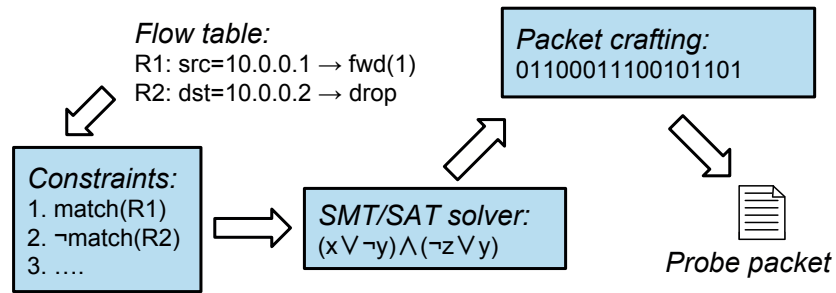 Flow table:
R1: src=10.0.0.1 → fwd(1)
R2: dst=10.0.0.2 → drop
Constraints:
1. match(R1)
2. ¬match(R2)
3. ....
SMT/SAT solver:
(x∨¬y)∧(¬z∨y)
Packet crafting:
01100011100101101
Probe packet